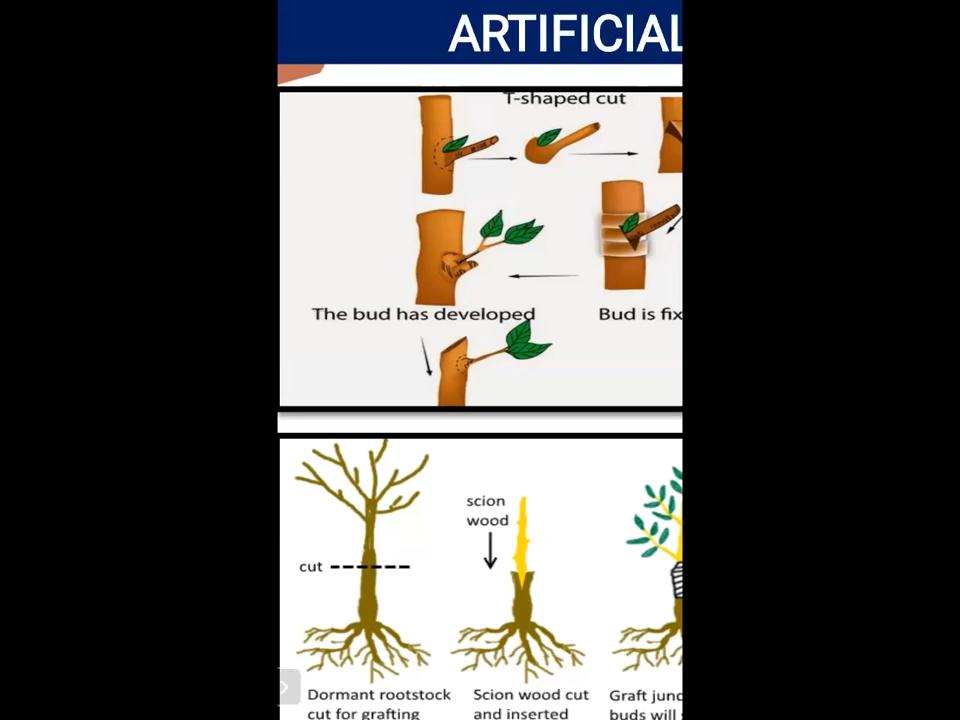 ARTIFICIAL
T-shaped cut
The bud has developed
Bud is fix
scion
wood
cut
Dormant rootstock
cut for grafting
Scion wood cut
and inserted
Graft junc
buds will